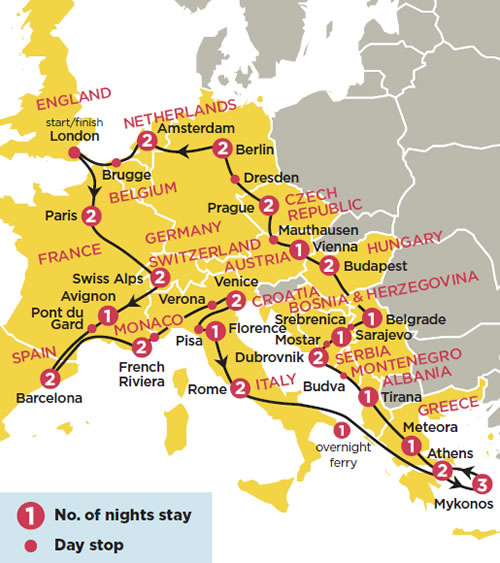 ENGLAND
start/finish
London
NETHERLANDS
Amsterdam
2
2
Berlin
Brugge
Dresden
BELGIUM
Paris
2
Prague
2
CZECH
REPUBLIC
Mauthausen
GERMANY
1
Vienna
HUNGARY
FRANCE
SWITZERLAND
AUSTRIA
2
Budapest
Swiss Alps
2
Venice
Avignon
Verona
2
CROATIA
BOSNIA & HERZEGOVINA
Pont du
Gard
1
MONACO
Srebrenica
1
Belgrade
Pisa
1
Florence
Mostar
1
Sarajevo
SPAIN
2
French
Riviera
Dubrovnik
2
SERBIA
MONTENEGRO
2
Barcelona
Rome
2
ITALY
Budva
ALBANIA
1
Tirana
GREECE
1
overnight
ferry
Meteora
1
Athens
2
3
Mykonos
1
No. of nights stay
Day stop